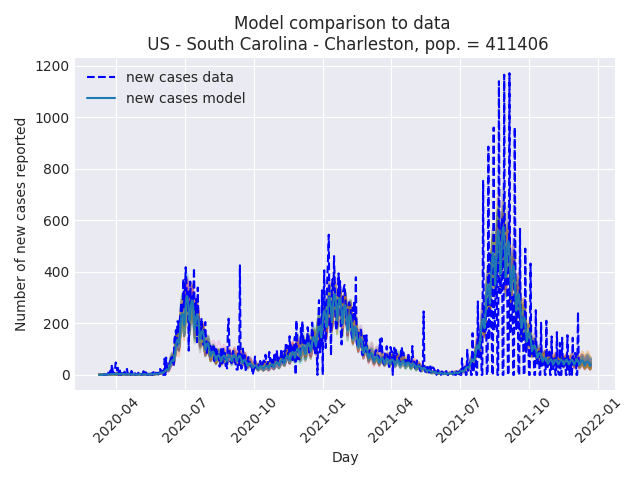 Model comparison to data
US - South Carolina - Charleston, pop. = 411406
new cases data
new cases model
Number of new cases reported
1200
1000
800
600
400
200
0
2020-04
2020-07
2020-10
2021-01
2021-04
2021-07
2021-10
2022-01
Day